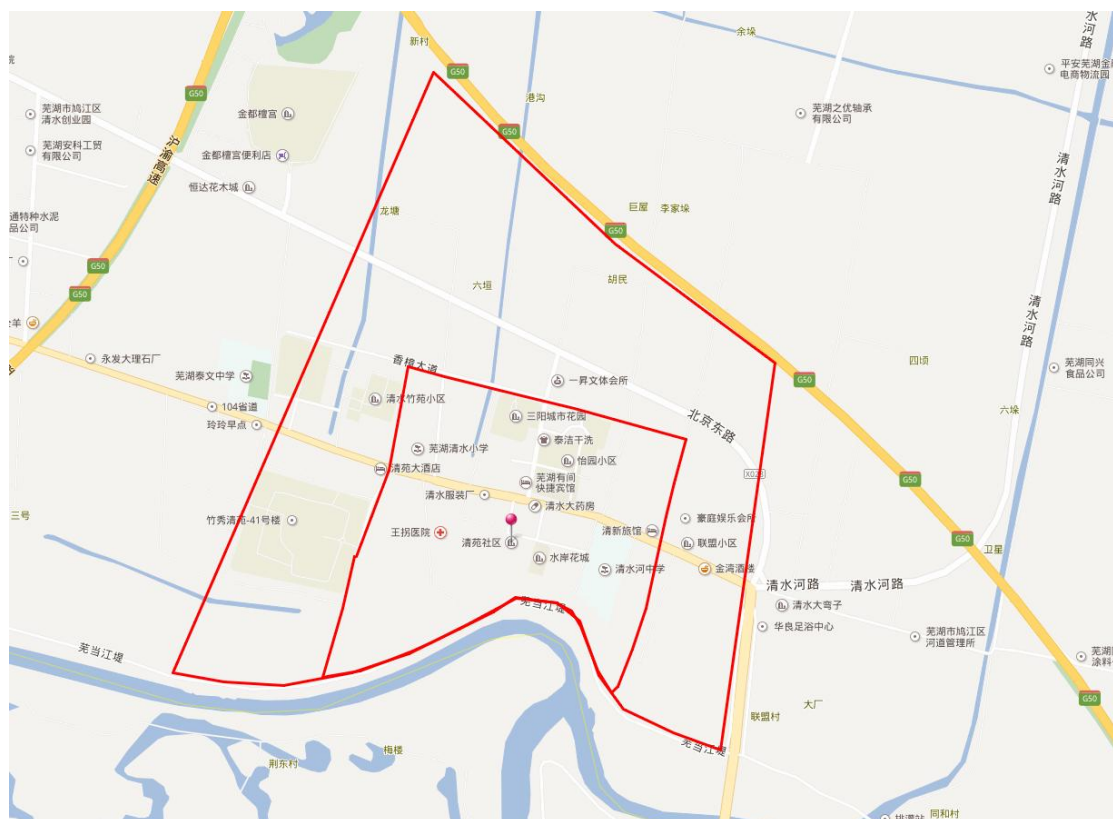 新村
余垛
清水河路
G50
平安芜湖金
电商物流园
G50
港沟
金都檀宫
芜湖市鸠江区
清水创业园
芜湖之优轴承
有限公司
G50
沪渝高速
芜湖安科工贸
有限公司
金都檀宫便利店
清水河路
恒达花木城
龙塘
巨屋
李家垛
通特种水泥
品公司
G50
G50
六垣
胡民
G50
清水河路
香樟大道
永发大理石厂
芜湖泰文中学
一昇文体会所
G50
四顷
芜湖同兴
食品公司
清水竹苑小区
104省道
三阳城市花园
北京东路
六垛
玲玲早点
泰洁干洗
芜湖清水小学
怡园小区
清苑大酒店
芜湖有间
快捷宾馆
清水服装厂
清水大药房
三号
竹秀清苑-41号楼
豪庭娱乐会所
王拐医院
清新旅馆
G50
清苑社区
联盟小区
卫星
水岸花城
清水河中学
金湾酒楼
清水河路
清水河路
芜当江堤
清水大弯子
华良足浴中心
芜湖市鸠江区
河道管理所
芜当江堤
涂料
G50
大厂
联盟村
芜当江堤
梅楼
荆东村
同和村